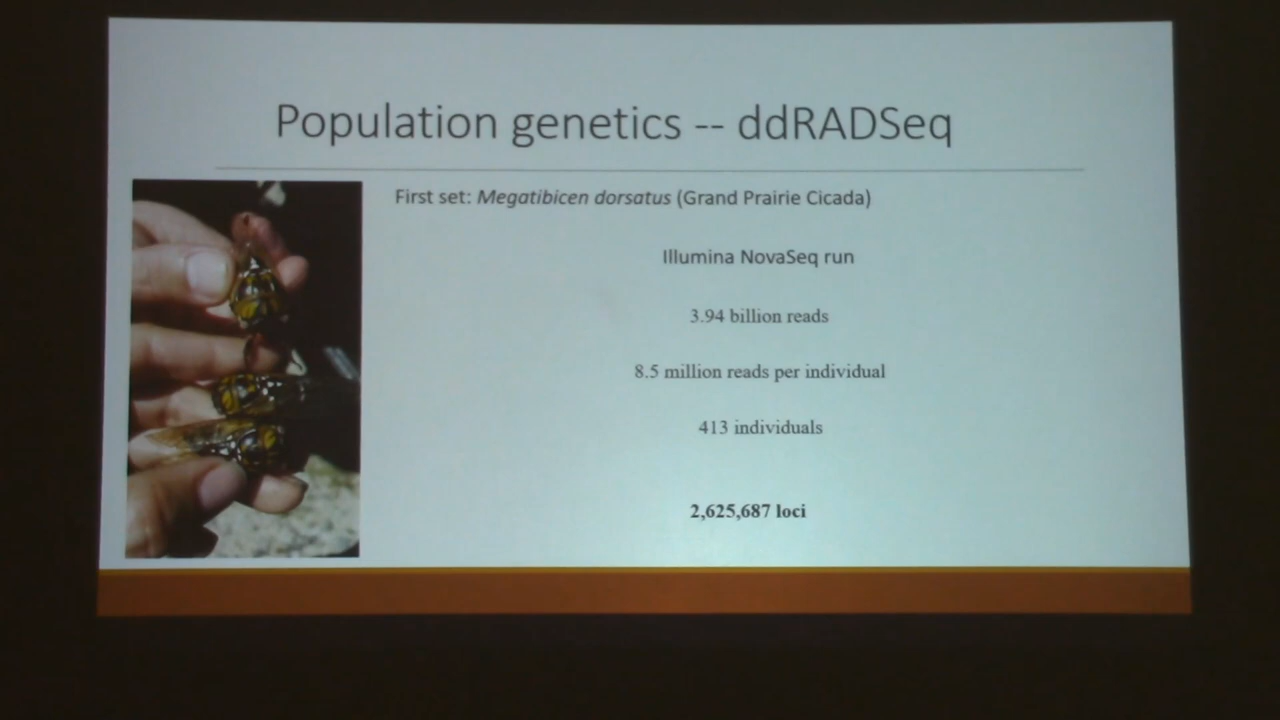 Population genetics -- ddRADSeq
First set: Megatibicen dorsatus (Grand Prairie Cicada)
Illumina NovaSeq run
3.94 billion reads
8.5 million reads per individual
413 individuals
2,625,687 loci